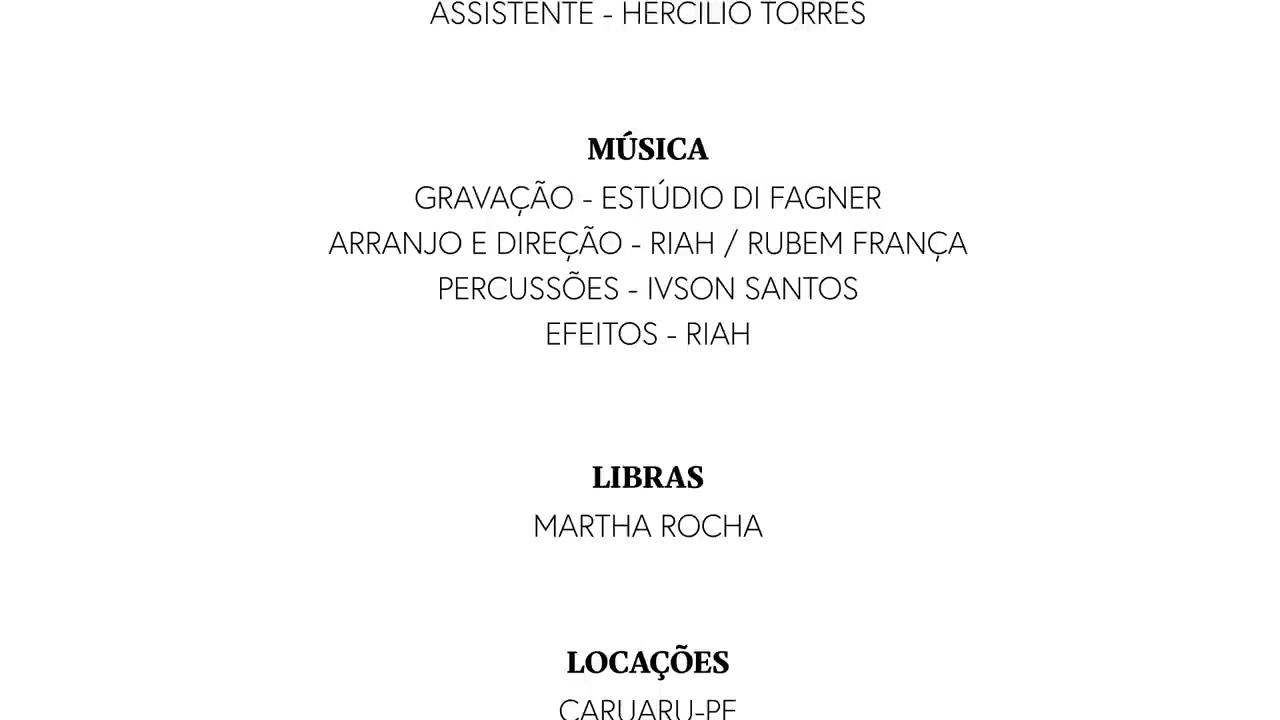 ASSISTENTE - HERCILIO TORRES
MÚSICA
GRAVAÇÃO - ESTÚDIO DI FAGNER
ARRANJO E DIREÇÃO - RIAH / RUBEM FRANÇA
PERCUSSÕES - IVSON SANTOS
EFEITOS - RIAH
LIBRAS
MARTHA ROCHA
LOCAÇÕES
CARUARU-PE